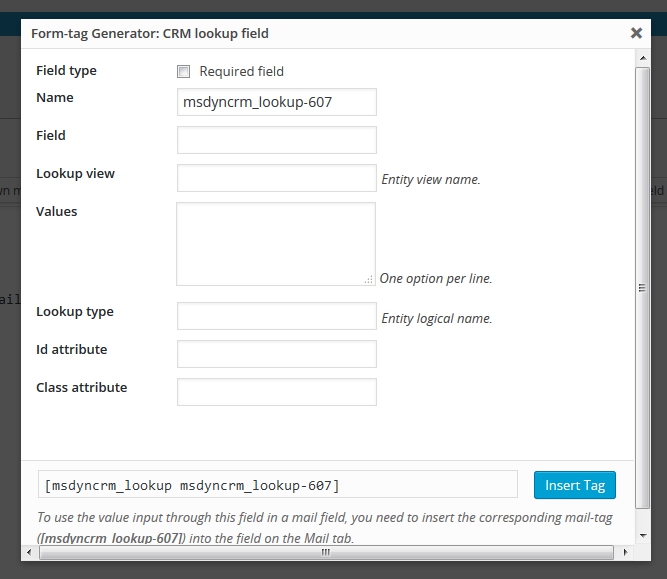 Form-tag Generator: CRM lookup field
Field type
Required field
Name
msdyncrm_lookup-607
Field
Lookup view
Entity view name.
Values
One option per line.
Lookup type
Entity logical name.
Id attribute
Class attribute
[msdyncrm_lookup msdyncrm_lookup-607]
Insert Tag
To use the value input through this field in a mail field, you need to insert the corresponding mail-tag
([msdyncrm_lookup-607]) into the field on the Mail tab.